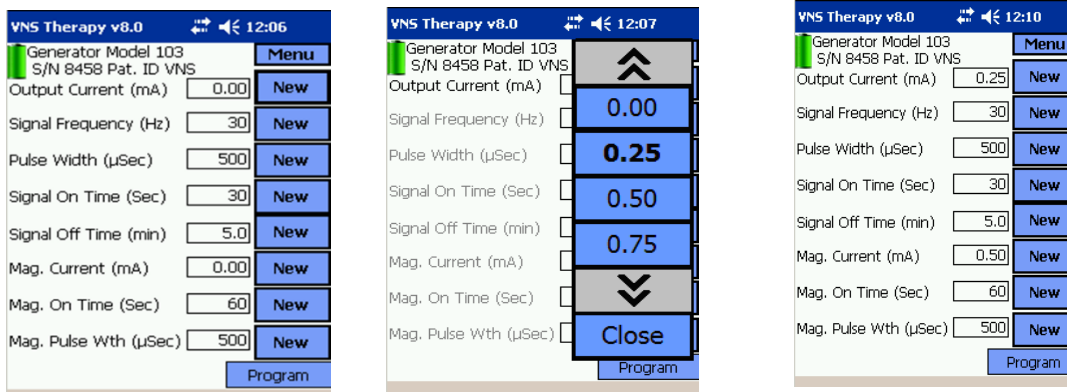 VNS Therapy v8.0 12:06
Generator Model 103 Menu
S/N 8458 Pat. ID VNS
Output Current (mA) 0.00 New
Signal Frequency (Hz) 30 New
Pulse Width (µSec) 500 New
Signal On Time (Sec) 30 New
Signal Off Time (min) 5.0 New
Mag. Current (mA) 0.00 New
Mag. On Time (Sec) 60 New
Mag. Pulse Wth (µSec) 500 New
Program
VNS Therapy v8.0 12:07
Generator Model 103
S/N 8458 Pat. ID VNS
Output Current (mA)
Signal Frequency (Hz) 0.00
Pulse Width (µSec) 0.25
Signal On Time (Sec) 0.50
Signal Off Time (min) 0.75
Mag. Current (mA)
Mag. On Time (Sec)
Mag. Pulse Wth (µSec) Close
Program
VNS Therapy v8.0 12:10
Generator Model 103 Menu
S/N 8458 Pat. ID VNS
Output Current (mA) 0.25 New
Signal Frequency (Hz) 30 New
Pulse Width (µSec) 500 New
Signal On Time (Sec) 30 New
Signal Off Time (min) 5.0 New
Mag. Current (mA) 0.50 New
Mag. On Time (Sec) 60 New
Mag. Pulse Wth (µSec) 500 New
Program